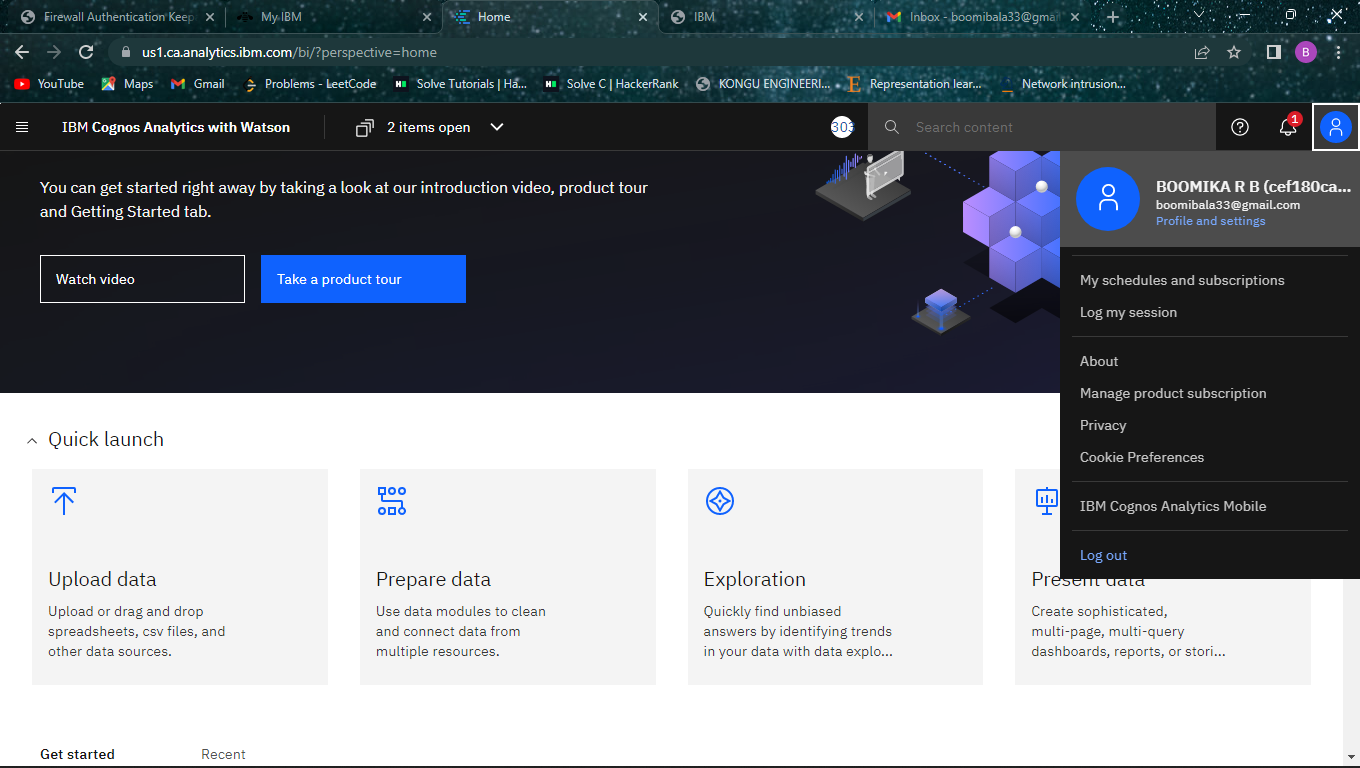 Firewall Authentication Keep
My IBM
Home
IBM
Inbox - boomibala33@gma
us1.ca.analytics.ibm.com/bi/?perspective=home
B
YouTube
Maps
Gmail
Problems - LeetCode
Solve Tutorials | Ha...
Solve C | HackerRank
KONGU ENGINEERI...
Representation lear...
Network intrusion...
IBM Cognos Analytics with Watson
2 items open
303
Search content
1
You can get started right away by taking a look at our introduction video, product tour
and Getting Started tab.
Watch video
Take a product tour
BOOMIKA R B (cef180ca...
boomibala33@gmail.com
Profile and settings
My schedules and subscriptions
Log my session
About
Manage product subscription
Privacy
Cookie Preferences
IBM Cognos Analytics Mobile
Log out
Quick launch
Upload data
Upload or drag and drop
spreadsheets, csv files, and
other data sources.
Prepare data
Use data modules to clean
and connect data from
multiple resources.
Exploration
Quickly find unbiased
answers by identifying trends
in your data with data explo...
Present data
Create sophisticated,
multi-page, multi-query
dashboards, reports, or stori...
Get started
Recent